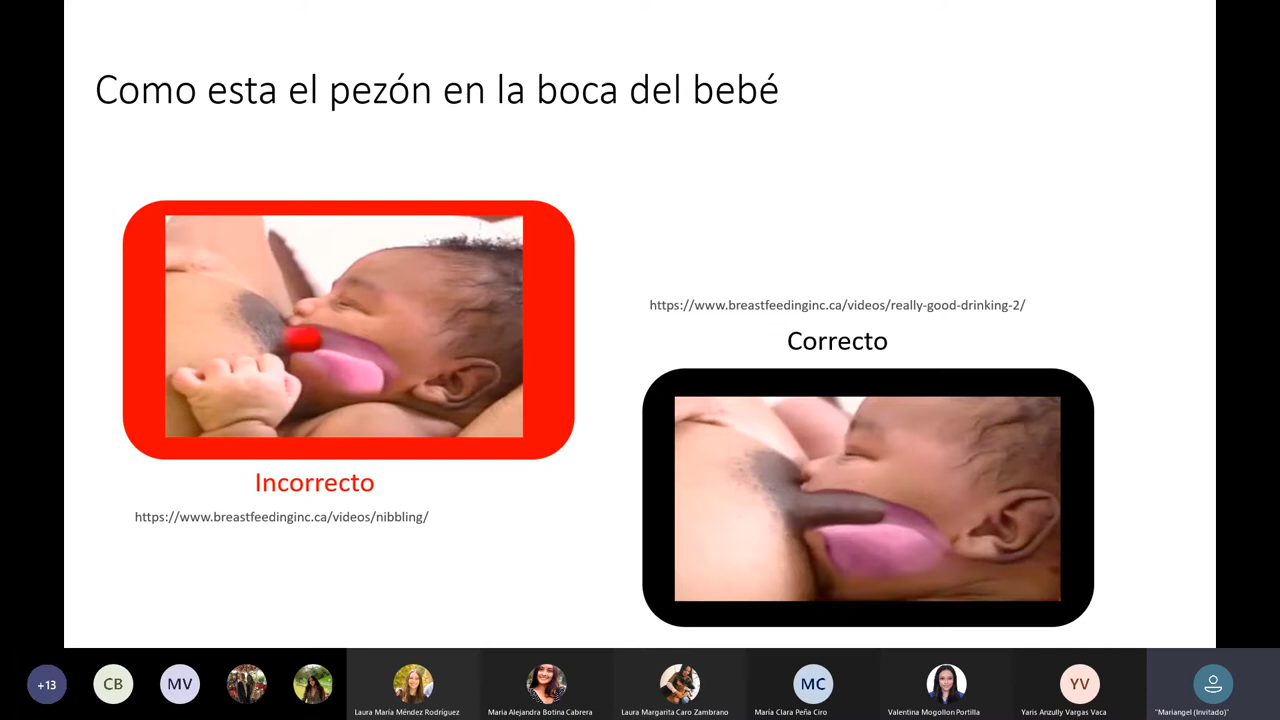 Como esta el pezón en la boca del bebé
https://www.breastfeedinginc.ca/videos/really-good-drinking-2/
Correcto
Incorrecto
https://www.breastfeedinginc.ca/videos/nibbling/
+13
CB
MV
MC
YV
Laura María Méndez Rodríguez
Maria Alejandra Botina Cabrera
Laura Margarita Caro Zambrano
María Clara Peña Ciro
Valentina Mogollon Portilla
Yaris Anzully Vargas Vaca
"Mariangel (Invitado)"